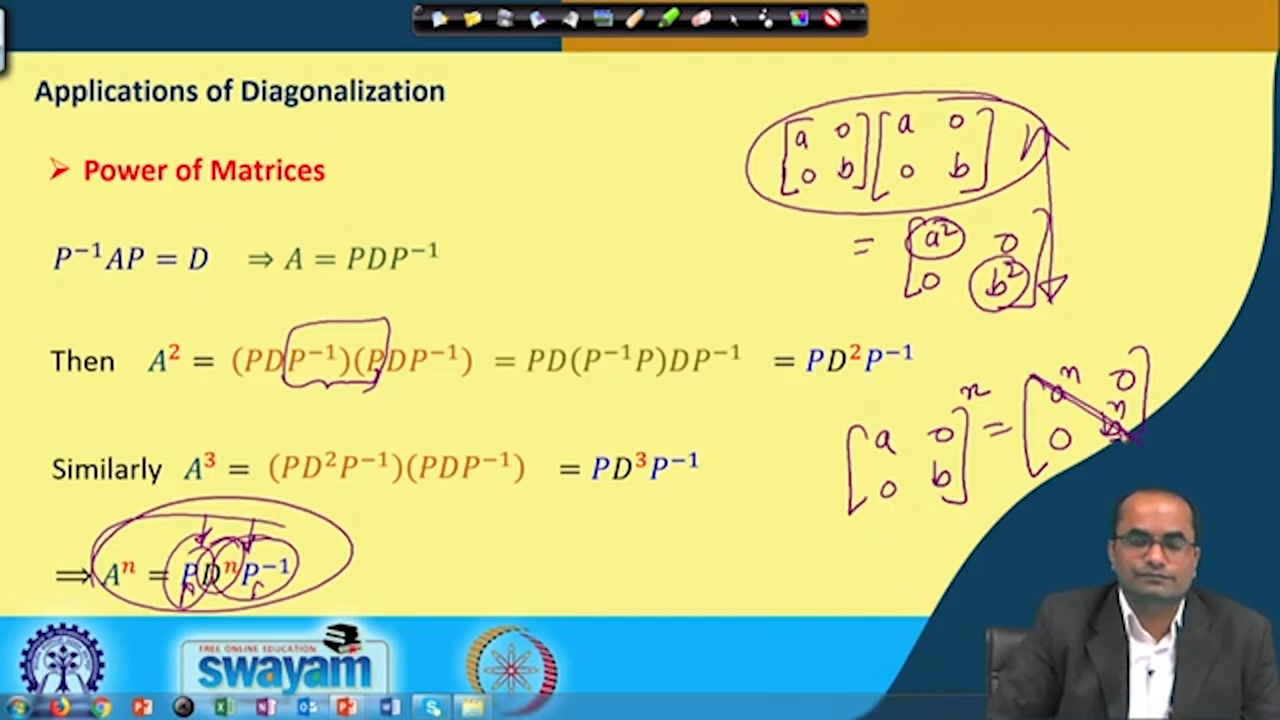 Applications of Diagonalization
➢ Power of Matrices
P⁻¹AP = D ⇒ A = PDP⁻¹
Then A² = (PDP⁻¹)(PDP⁻¹) = PD(P⁻¹P)DP⁻¹ = PD²P⁻¹
Similarly A³ = (PD²P⁻¹)(PDP⁻¹) = PD³P⁻¹
⟹ Aⁿ = PDⁿP⁻¹
[a 0] [a 0]
[0 b] [0 b]
= [a² 0]
[0 b²]
[a 0]ⁿ = [aⁿ 0]
[0 b] [0 bⁿ]
FREE ONLINE EDUCATION
swayam